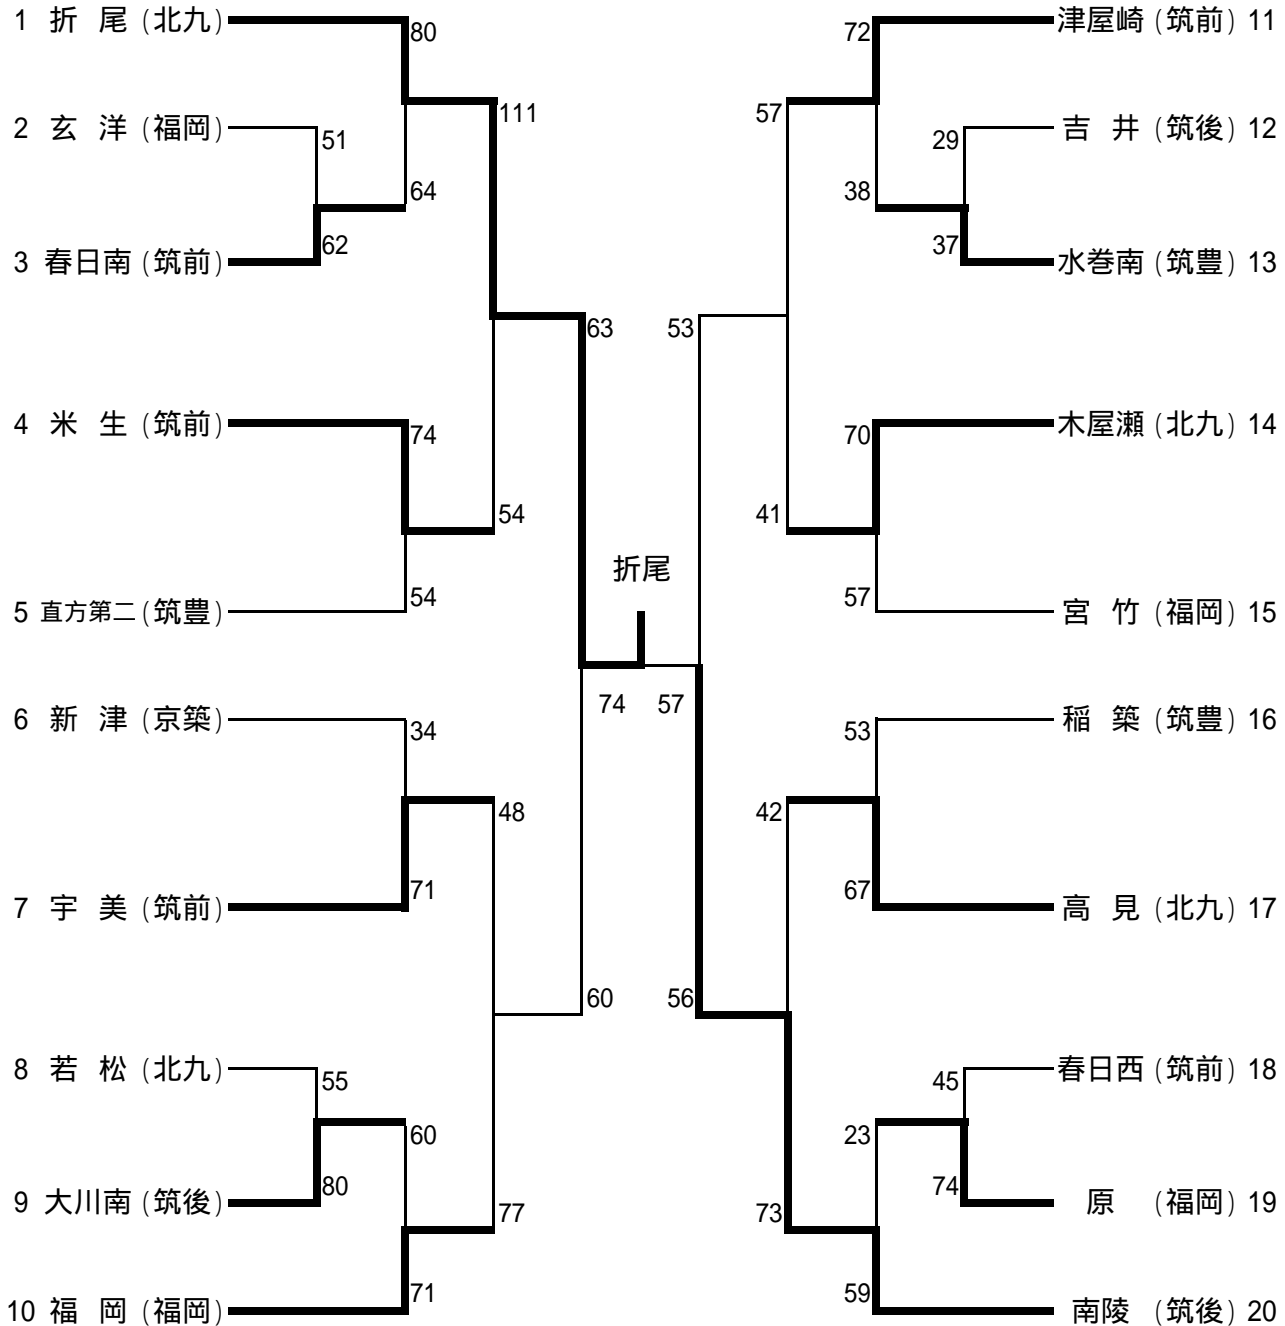 1 折 尾 (北九)
80
2 玄 洋 (福岡)
51
111
64
3 春日南 (筑前)
62
63
4 米 生 (筑前)
74
54
5 直方第二 (筑豊)
54
6 新 津 (京築)
34
48
7 宇 美 (筑前)
71
60
8 若 松 (北九)
55
60
9 大川南 (筑後)
80
77
10 福 岡 (福岡)
71
折尾
74 57
72
津屋崎 (筑前) 11
57
29
吉 井 (筑後) 12
38
37
水巻南 (筑豊) 13
53
70
木屋瀬 (北九) 14
41
57
宮 竹 (福岡) 15
53
稲 築 (筑豊) 16
42
67
高 見 (北九) 17
56
45
春日西 (筑前) 18
23
74
原 (福岡) 19
73
59
南陵 (筑後) 20